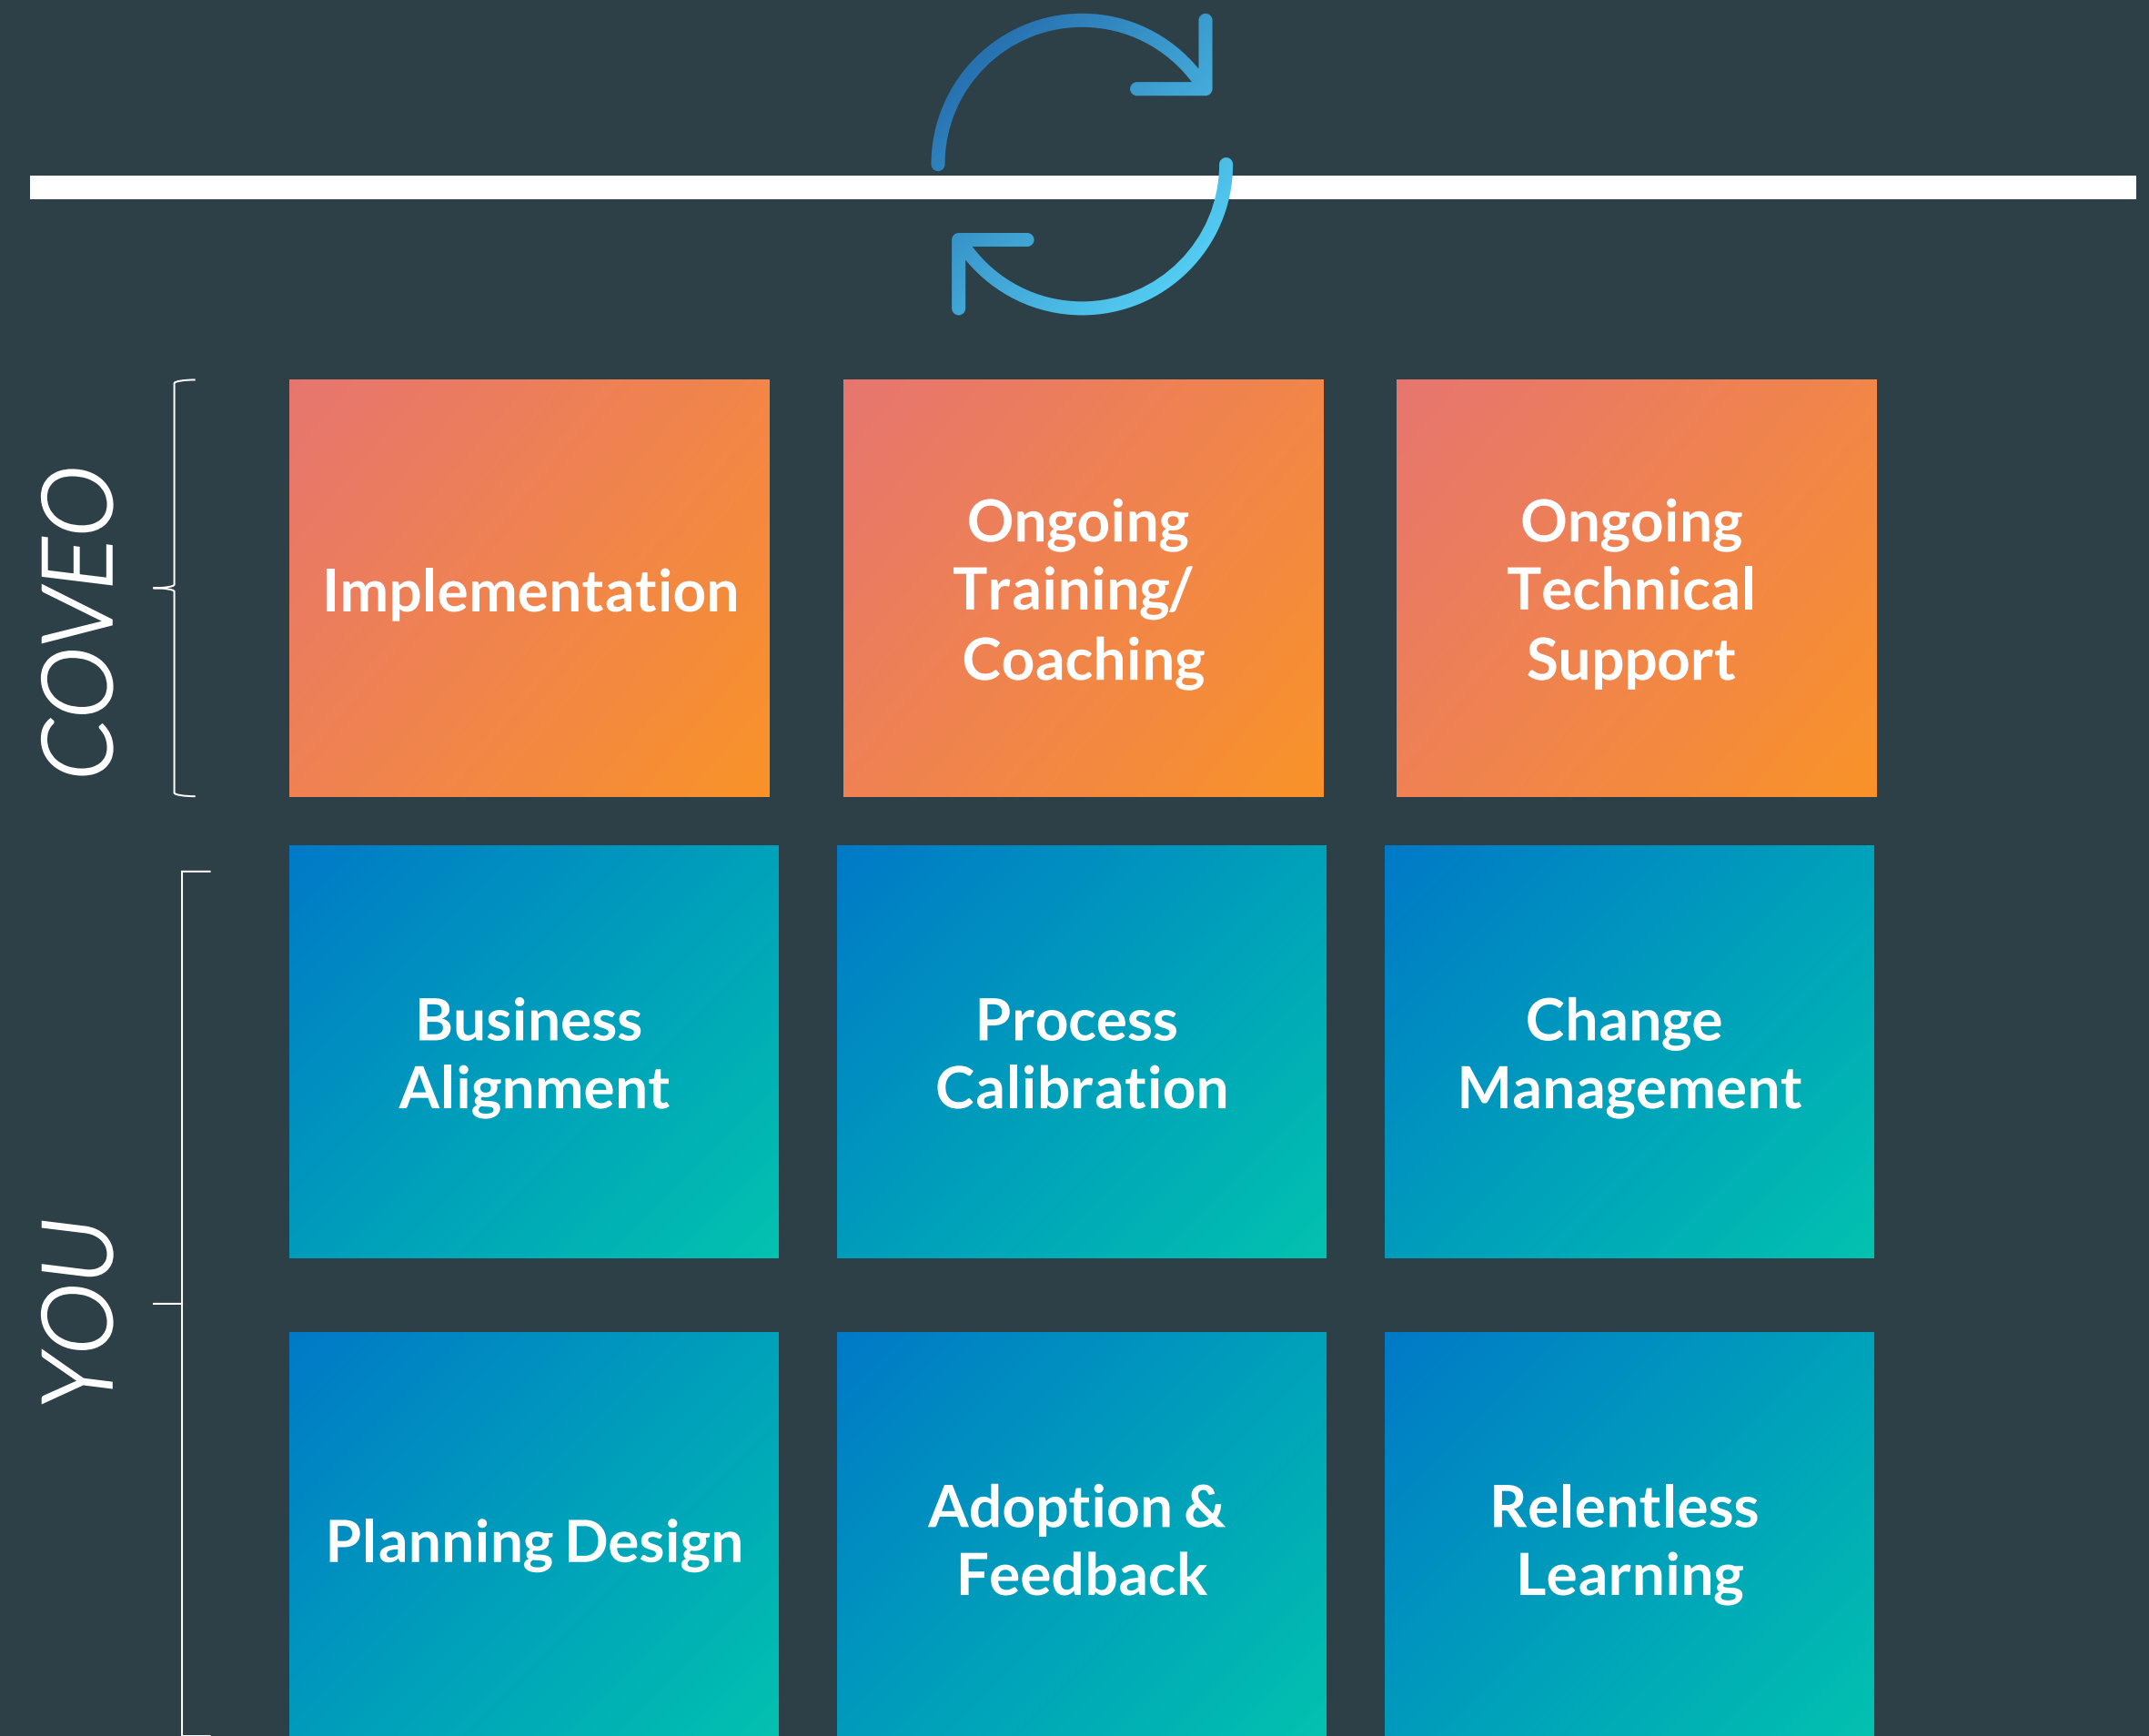 COVEO
Implementation
Ongoing
Training/
Coaching
Ongoing
Technical
Support
YOU
Business
Alignment
Process
Calibration
Change
Management
Planning Design
Adoption &
Feedback
Relentless
Learning